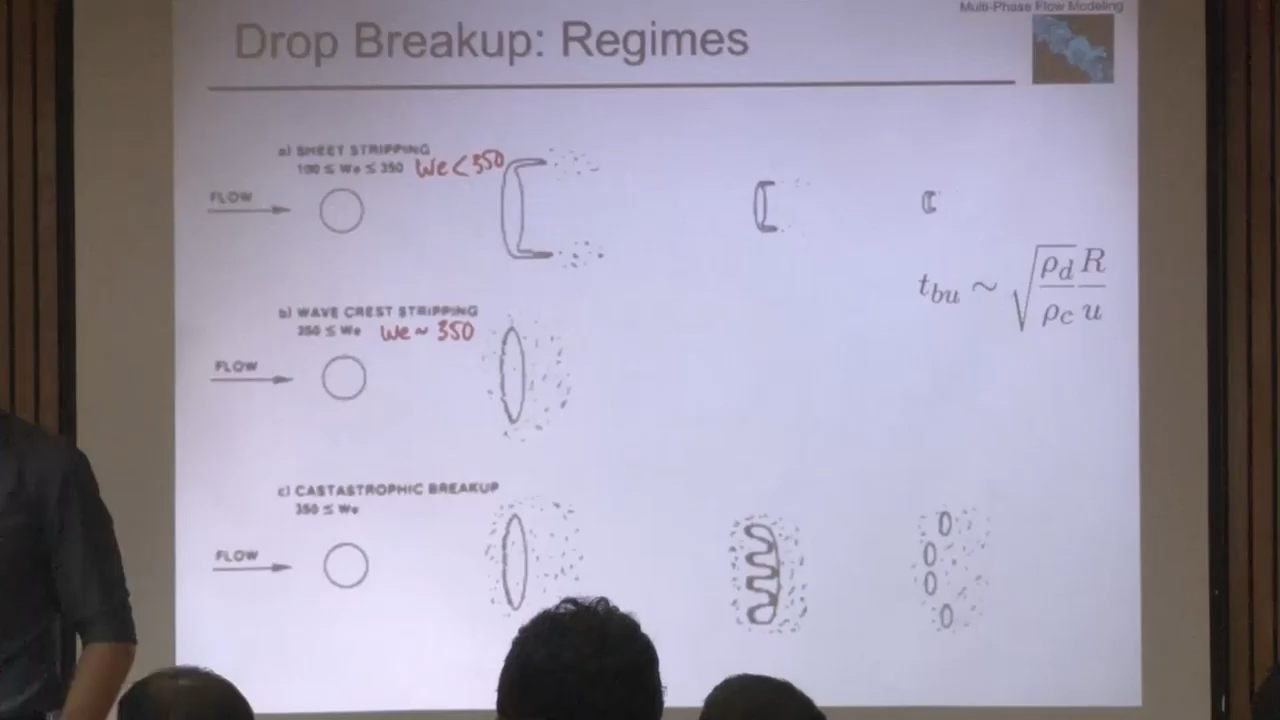 Multi-Phase Flow Modeling
Drop Breakup: Regimes
a) SHEET STRIPPING
100 ≤ We ≤ 350 We < 350
FLOW
t_bu ~ √(ρ_d/ρ_c) R/u
b) WAVE CREST STRIPPING
350 ≤ We We ~ 350
FLOW
c) CASTASTROPHIC BREAKUP
350 ≤ We
FLOW